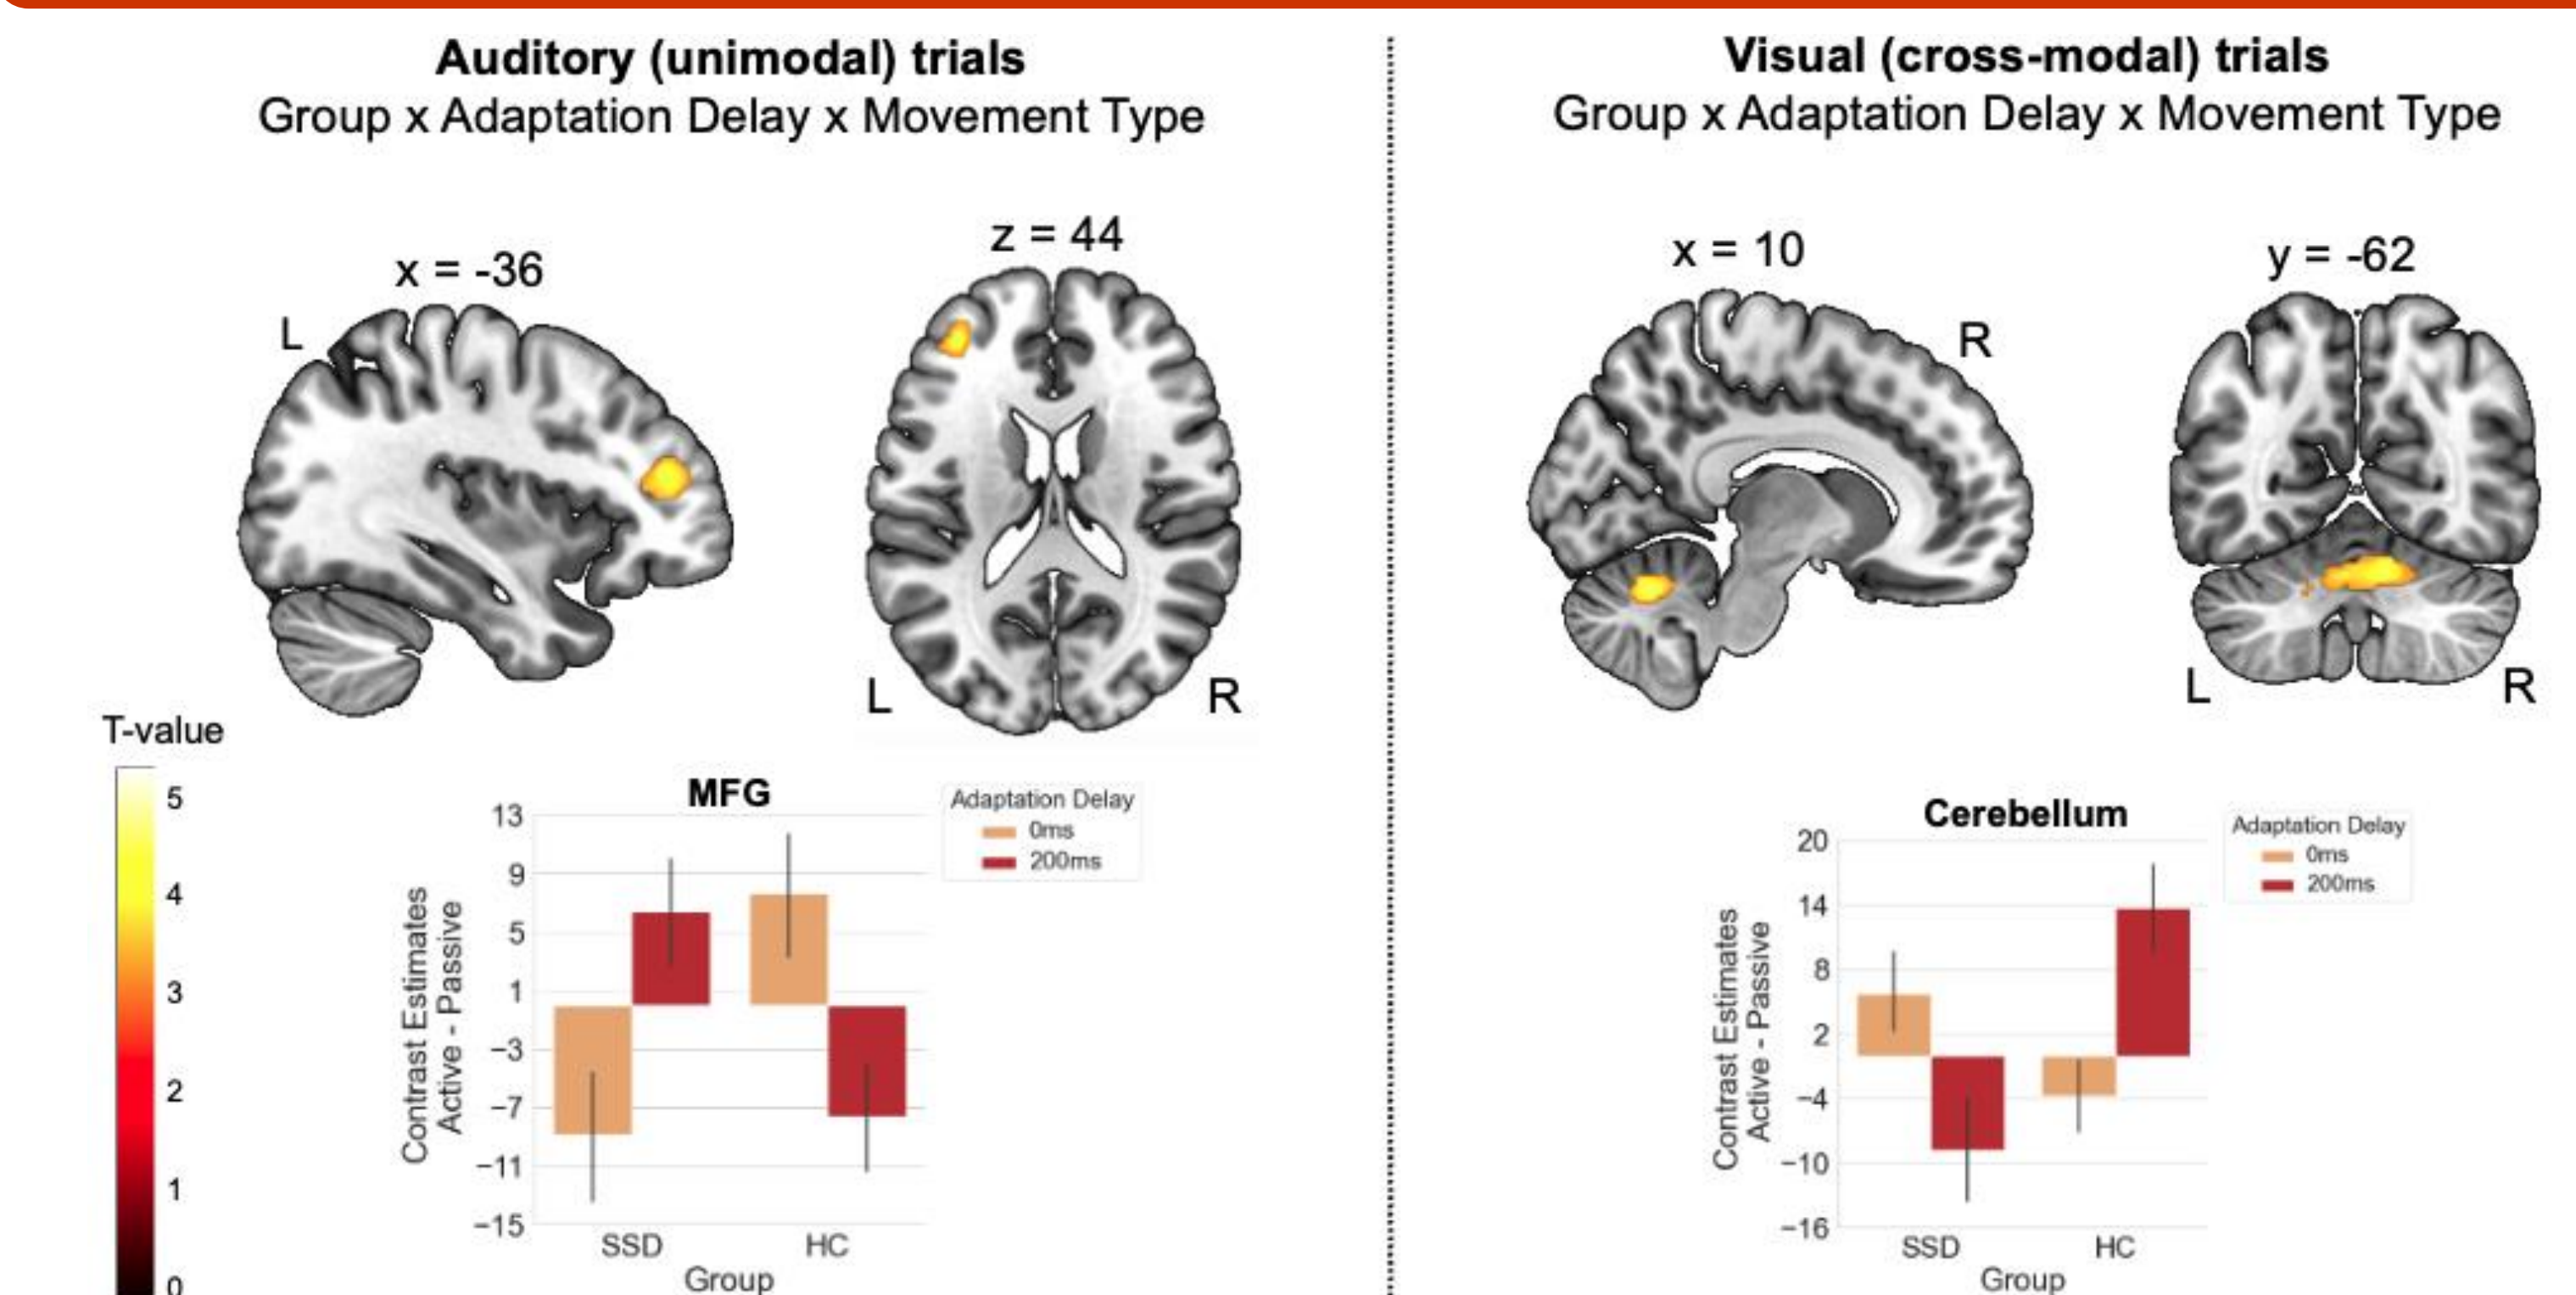 Auditory (unimodal) trials
Group x Adaptation Delay x Movement Type
x = -36
z = 44
L
L
R
T-value
5
4
3
2
1
0
MFG
Adaptation Delay
0ms
200ms
Contrast Estimates
Active - Passive
13
9
5
1
−3
−7
−11
−15
SSD
HC
Group
Visual (cross-modal) trials
Group x Adaptation Delay x Movement Type
x = 10
y = -62
R
L
R
Cerebellum
Adaptation Delay
0ms
200ms
Contrast Estimates
Active - Passive
20
14
8
2
−4
−10
−16
SSD
HC
Group